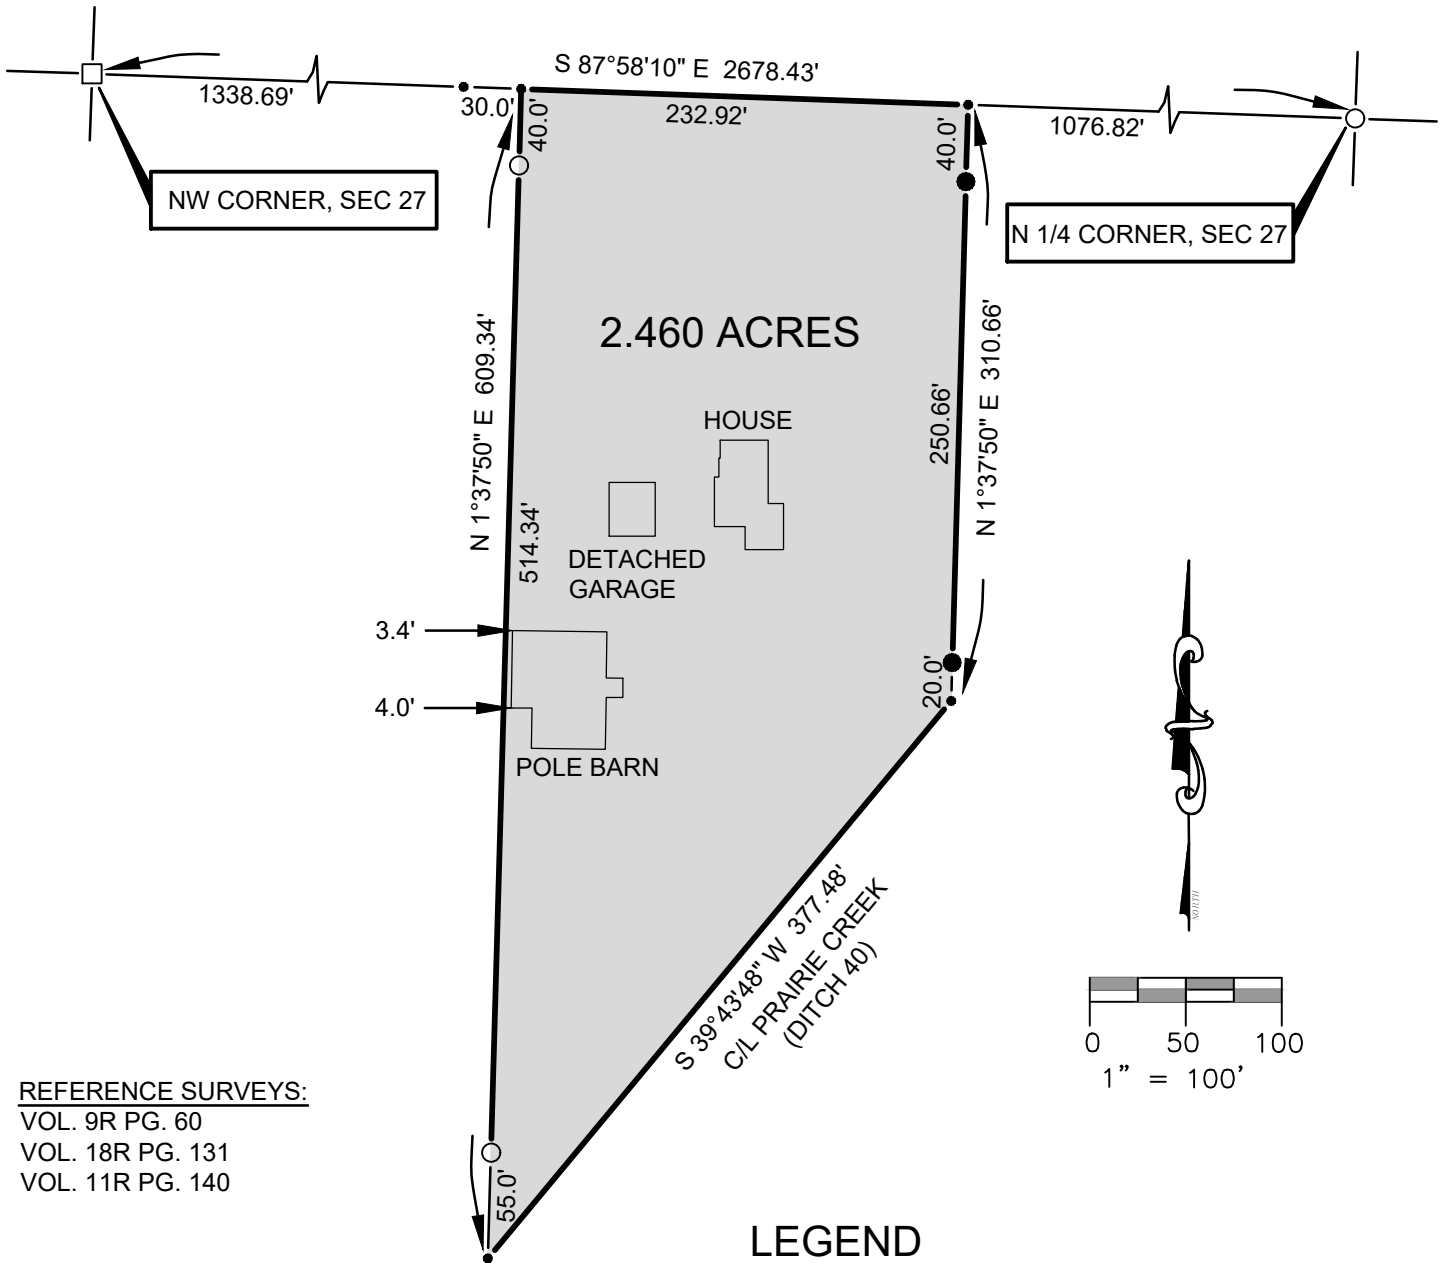 S 87°58'10" E 2678.43'
1338.69'
30.0'
40.0'
232.92'
40.0'
1076.82'
NW CORNER, SEC 27
N 1/4 CORNER, SEC 27
2.460 ACRES
N 1°37'50" E 609.34'
514.34'
HOUSE
250.66'
N 1°37'50" E 310.66'
DETACHED
GARAGE
3.4'
4.0'
20.0'
POLE BARN
S 39°43'48" W 377.48'
C/L PRAIRIE CREEK
(DITCH 40)
NORTH
0 50 100
1" = 100'
REFERENCE SURVEYS:
VOL. 9R PG. 60
VOL. 18R PG. 131
VOL. 11R PG. 140
55.0'
LEGEND